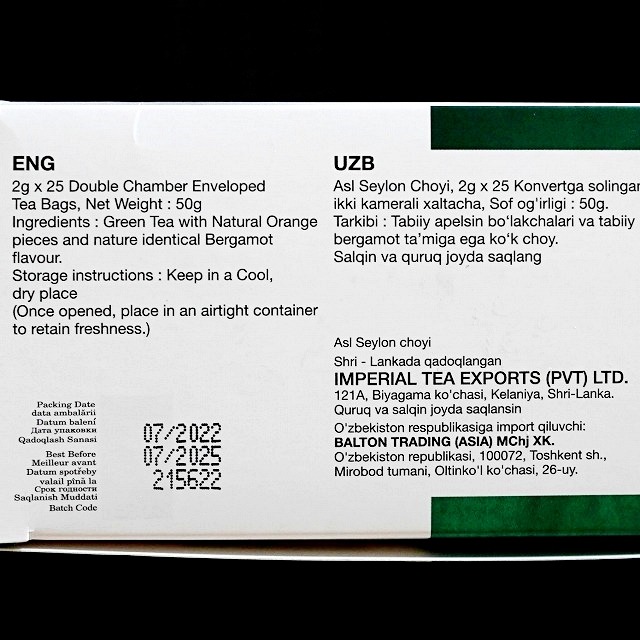 ENG
2g x 25 Double Chamber Enveloped
Tea Bags, Net Weight : 50g
Ingredients : Green Tea with Natural Orange
pieces and nature identical Bergamot
flavour.
Storage instructions : Keep in a Cool,
dry place
(Once opened, place in an airtight container
to retain freshness.)
Packing Date
data ambalării
Datum balení
Дата упаковки
Qadoqlash Sanasi
07/2022
Best Before
Meilleur avant
Datum spotřeby
valail pînă la
Срок годности
Saqlanish Muddati
07/2025
Batch Code
215622
UZB
Asl Seylon Choyi, 2g x 25 Konvertga solingan
ikki kamerali xaltacha, Sof og'irligi : 50g.
Tarkibi : Tabiiy apelsin bo‘lakchalari va tabiiy
bergamot ta’miga ega ko‘k choy.
Salqin va quruq joyda saqlang
Asl Seylon choyi
Shri - Lankada qadoqlangan
IMPERIAL TEA EXPORTS (PVT) LTD.
121A, Biyagama ko'chasi, Kelaniya, Shri-Lanka.
Quruq va salqin joyda saqlansin
O'zbekiston respublikasiga import qiluvchi:
BALTON TRADING (ASIA) MChj XK.
O'zbekiston republikasi, 100072, Toshkent sh.,
Mirobod tumani, Oltinko'l ko'chasi, 26-uy.